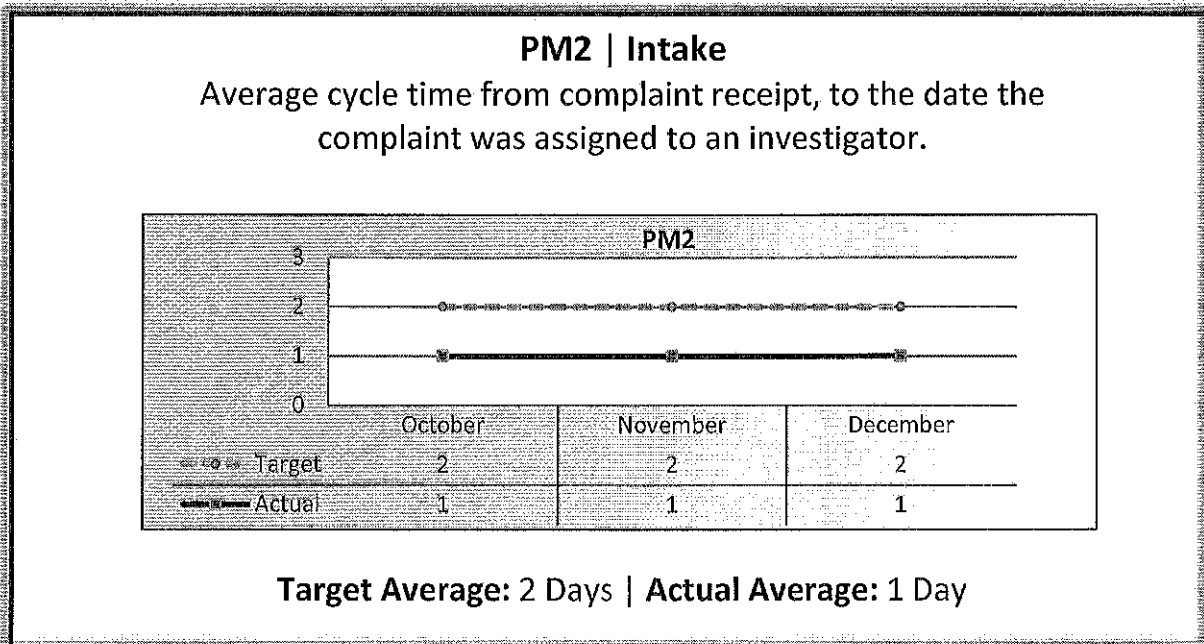 PM2 | Intake
Average cycle time from complaint receipt, to the date the
complaint was assigned to an investigator.
PM2
3
2
1
0
October November December
Target 2 2 2
Actual 1 1 1
Target Average: 2 Days | Actual Average: 1 Day